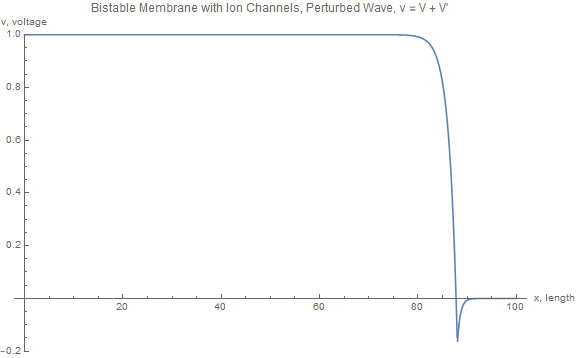 Bistable Membrane with Ion Channels, Perturbed Wave, v = V + V'
v, voltage
1.0
0.8
0.6
0.4
0.2
x, length
20 40 60 80 100
-0.2